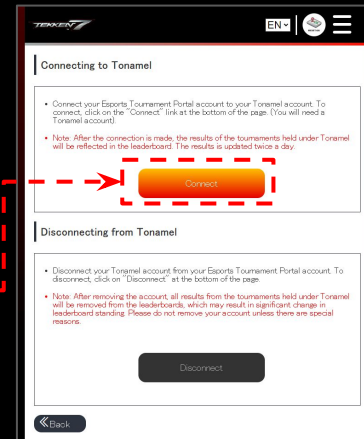 TEKKEN 7
EN
Connecting to Tonamel
• Connect your Esports Tournament Portal account to your Tonamel account. To
connect, click on the "Connect" link at the bottom of the page. (You will need a
Tonamel account).
• Note: After the connection is made, the results of the tournaments held under Tonamel
will be reflected in the leaderboard. The results is updated twice a day.
Connect
Disconnecting from Tonamel
• Disconnect your Tonamel account from your Esports Tournament Portal account. To
disconnect, click on "Disconnect" at the bottom of the page.
• Note: After removing the account, all results from the tournaments held under Tonamel
will be removed from the leaderboards, which may result in significant change in
leaderboard standing. Please do not remove your account unless there are special
reasons.
Disconnect
Back